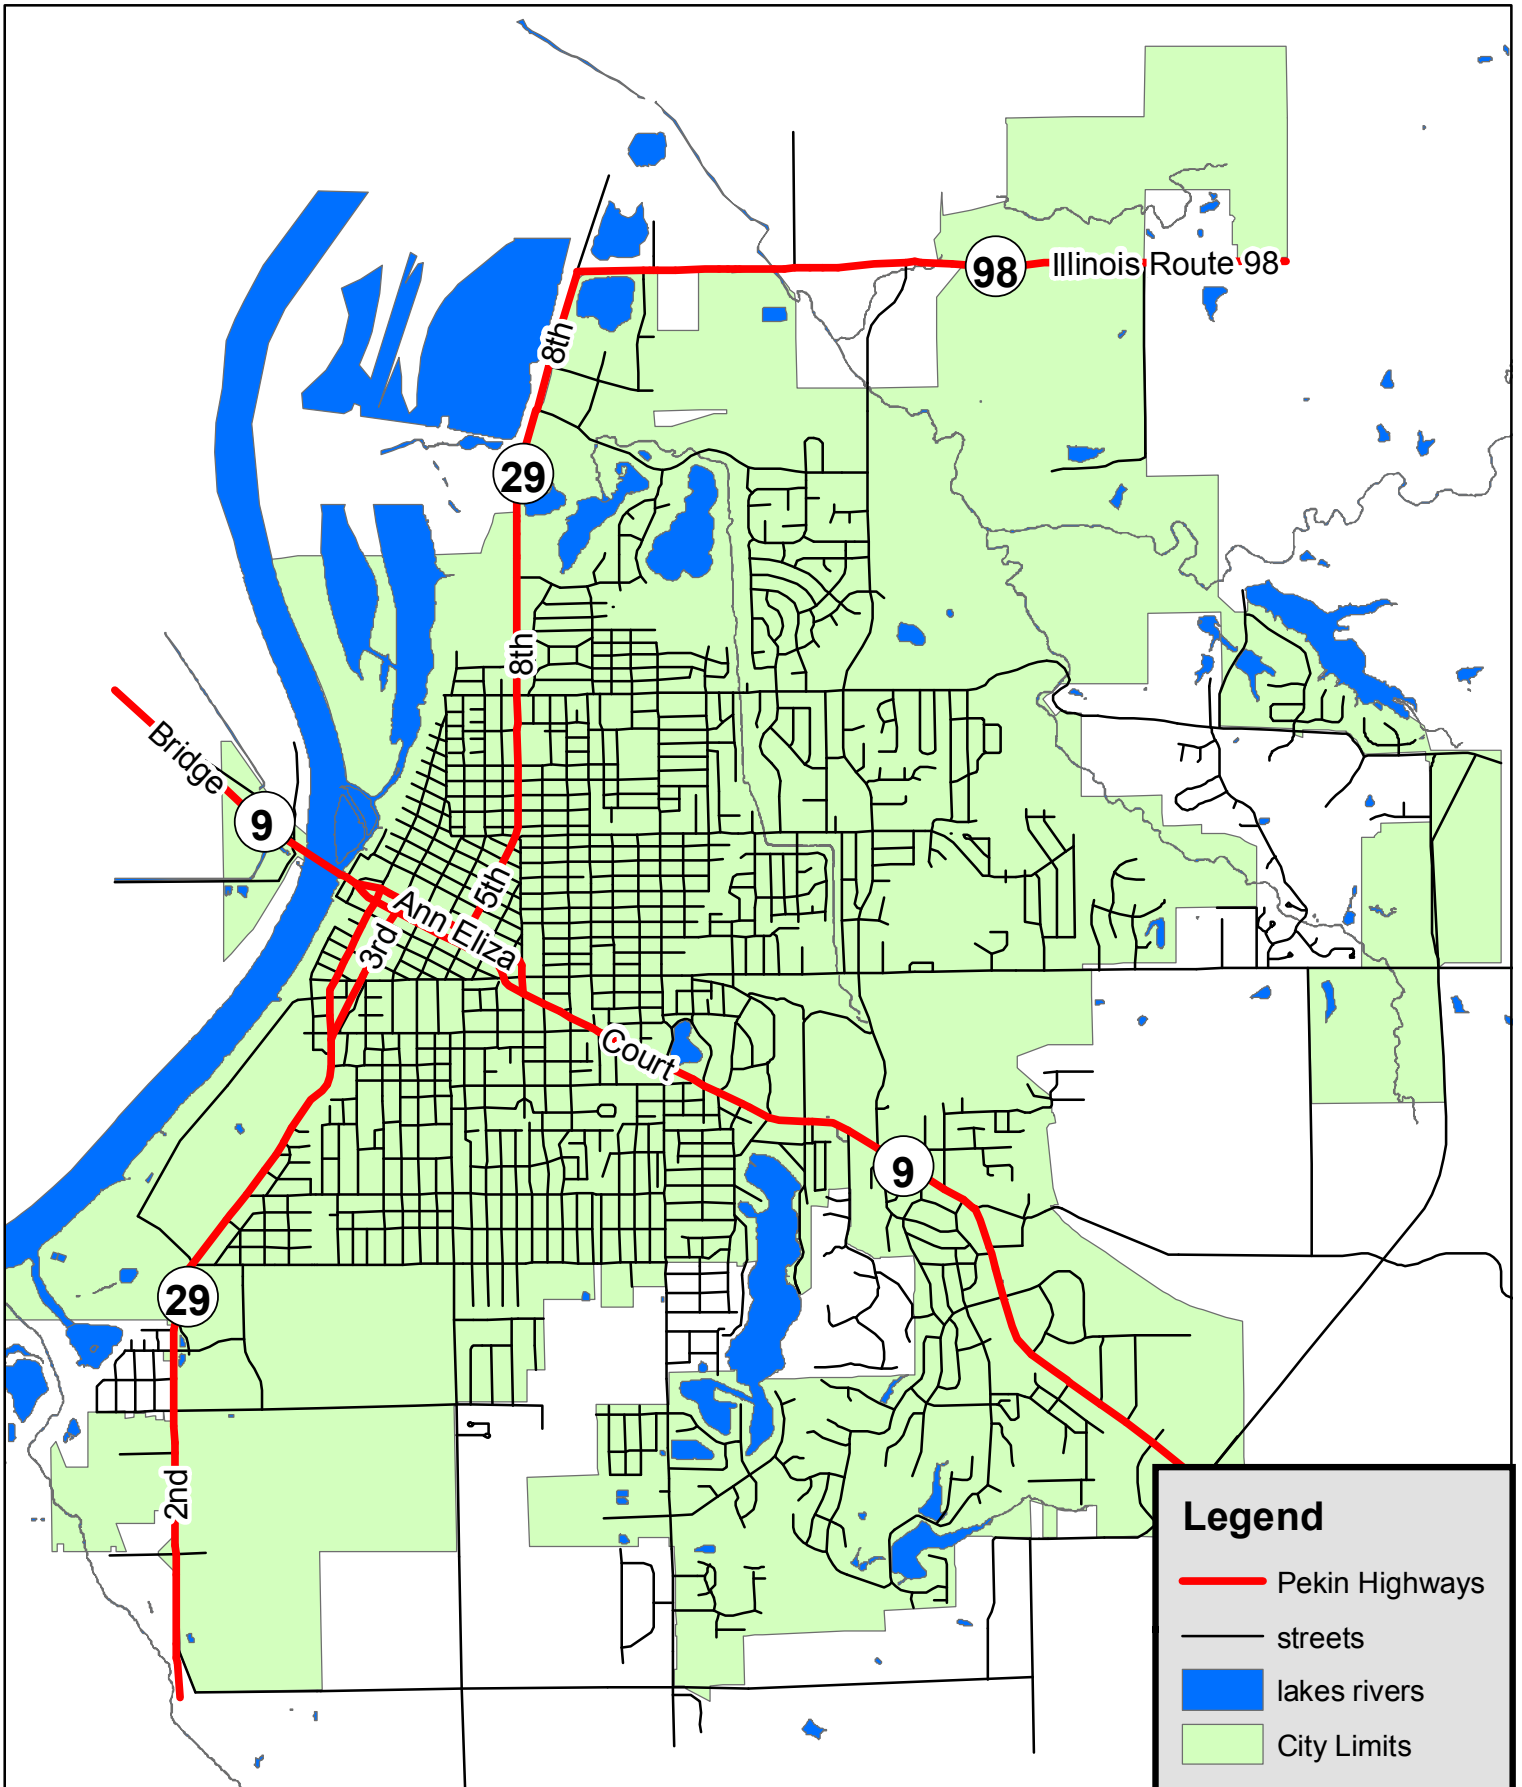 98
Illinois Route 98
8th
29
8th
Bridge
9
5th
Ann Eliza
3rd
Court
9
29
2nd
Legend
Pekin Highways
streets
lakes rivers
City Limits